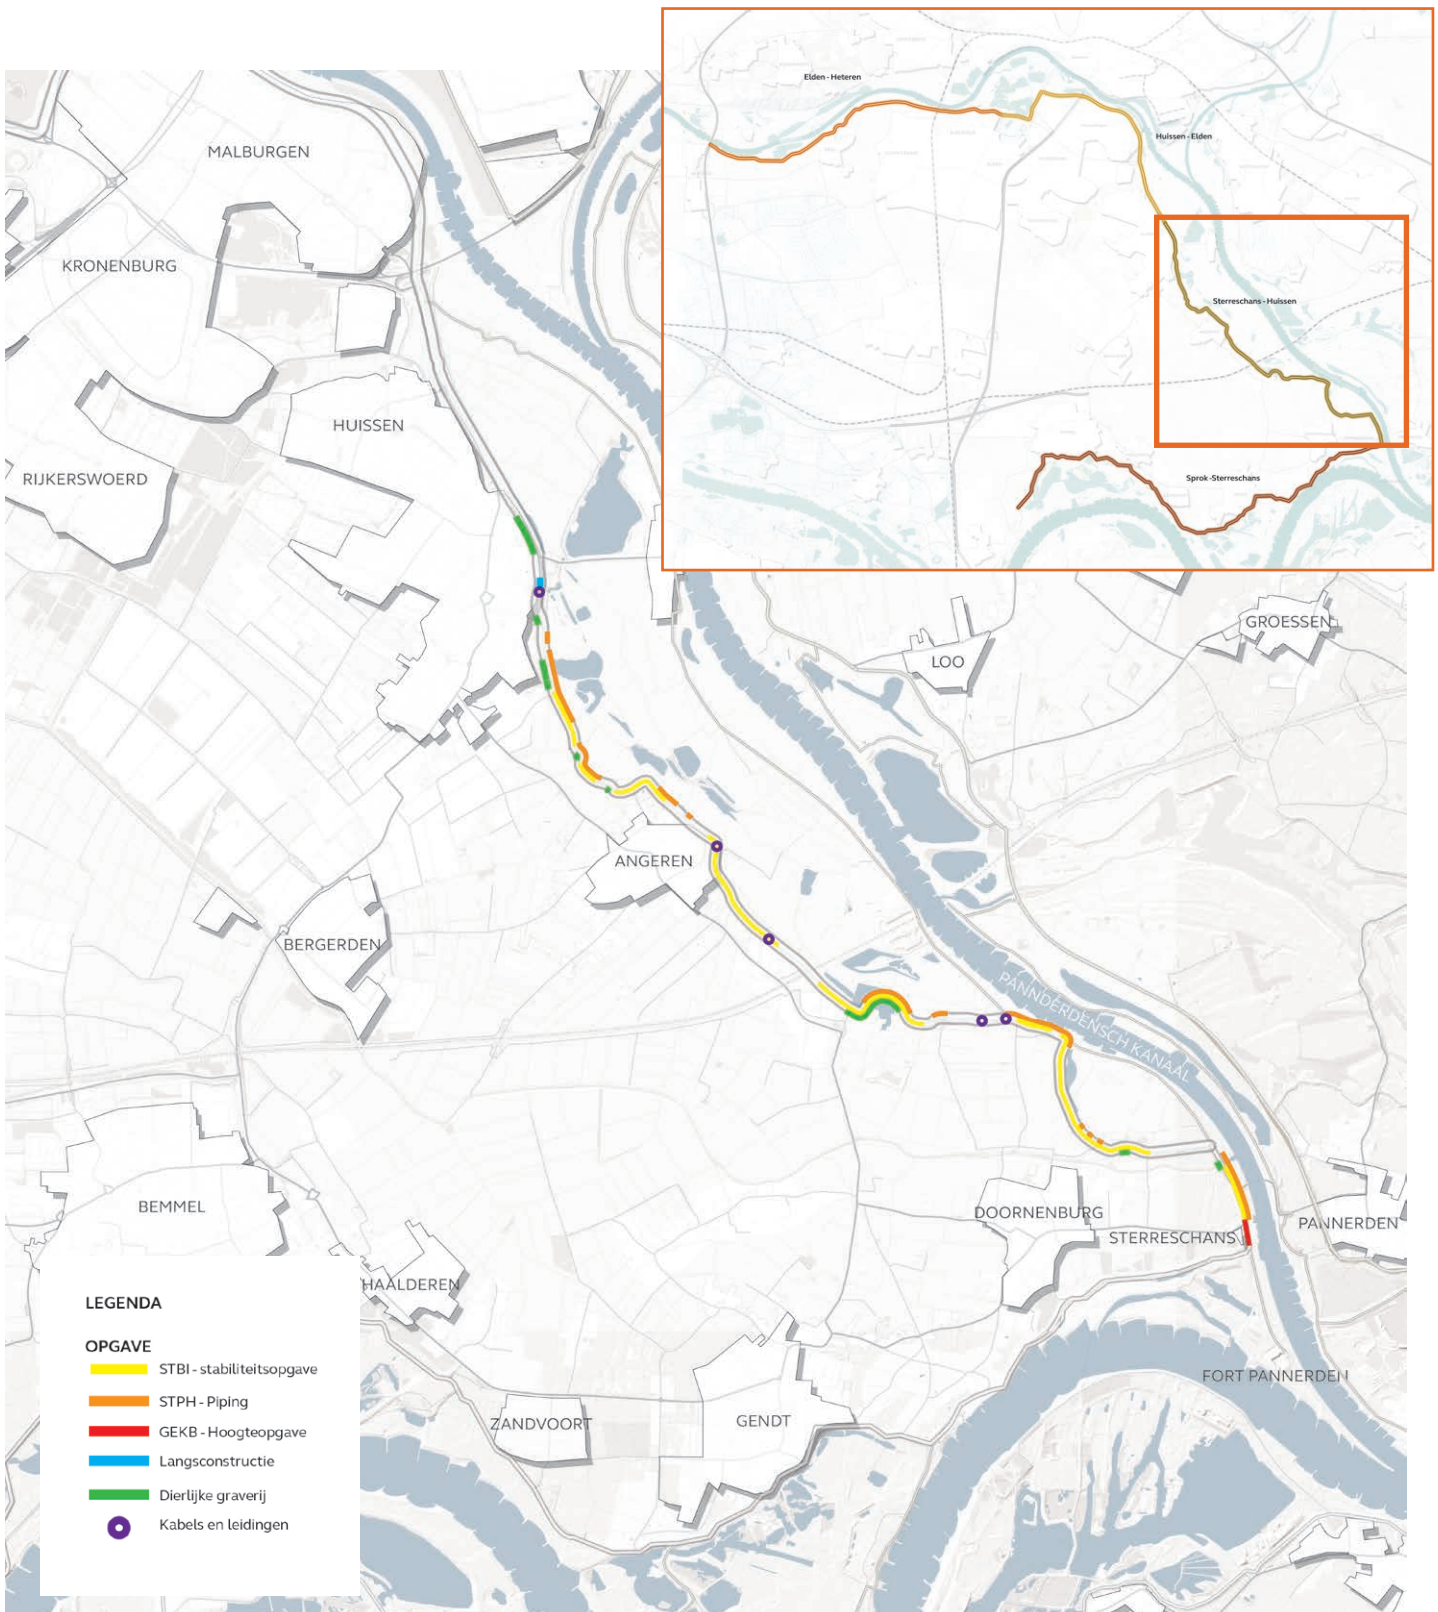 Elden - Heteren
Huissen - Elden
Sterreschans - Huissen
Sprok -Sterreschans
MALBURGEN
KRONENBURG
HUISSEN
RIJKERSWOERD
GROESSEN
LOO
ANGEREN
BERGERDEN
PANNDERDENSCH KANAAL
BEMMEL
DOORNENBURG
STERRESCHANS
PANNERDEN
HAALDEREN
FORT PANNERDEN
ZANDVOORT
GENDT
LEGENDA
OPGAVE
STBI - stabiliteitsopgave
STPH - Piping
GEKB - Hoogteopgave
Langsconstructie
Dierlijke graverij
Kabels en leidingen